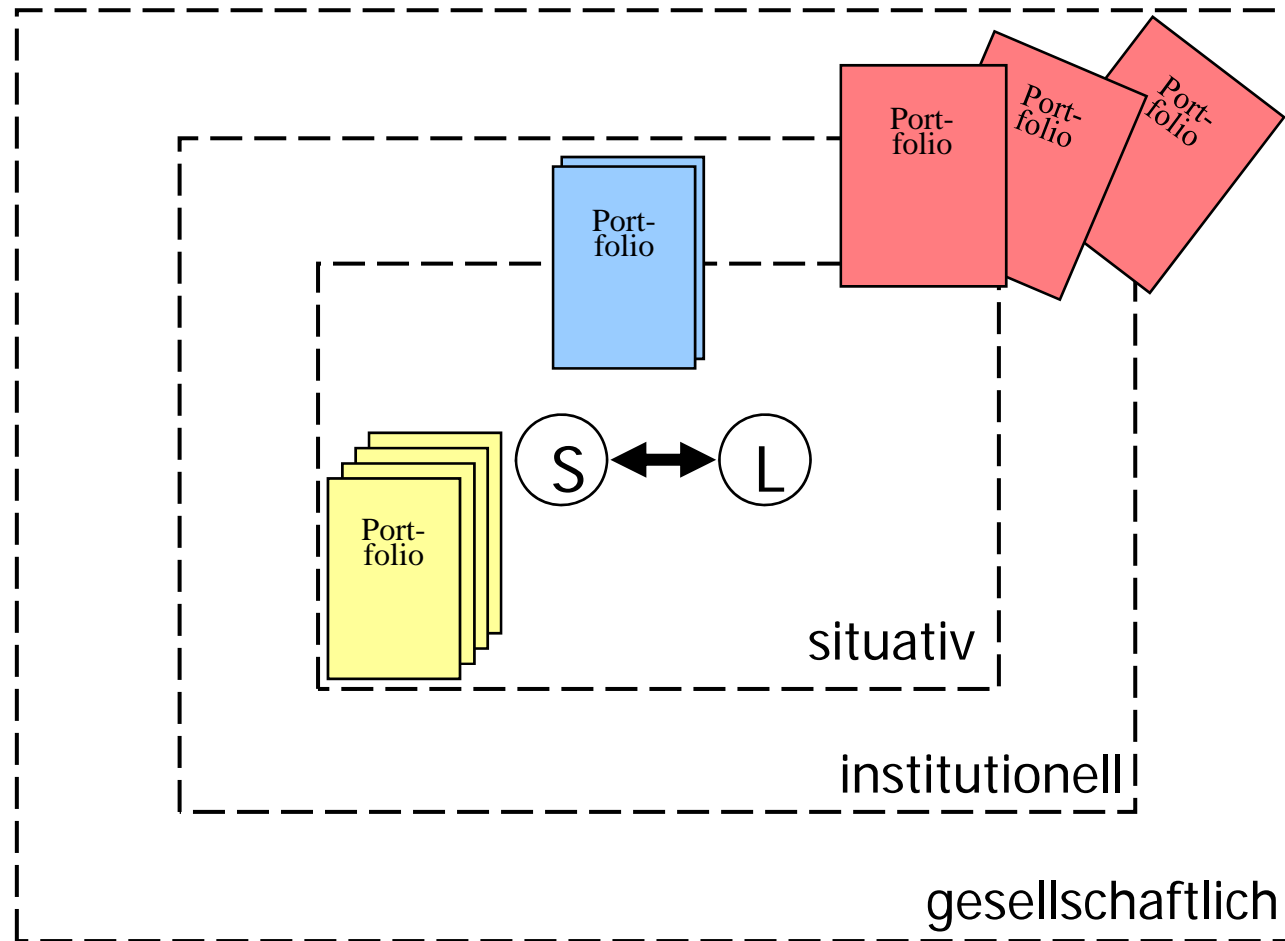 Port-
folio
Port-
folio
Port-
folio
Port-
folio
S
L
Port-
folio
situativ
institutionell
gesellschaftlich